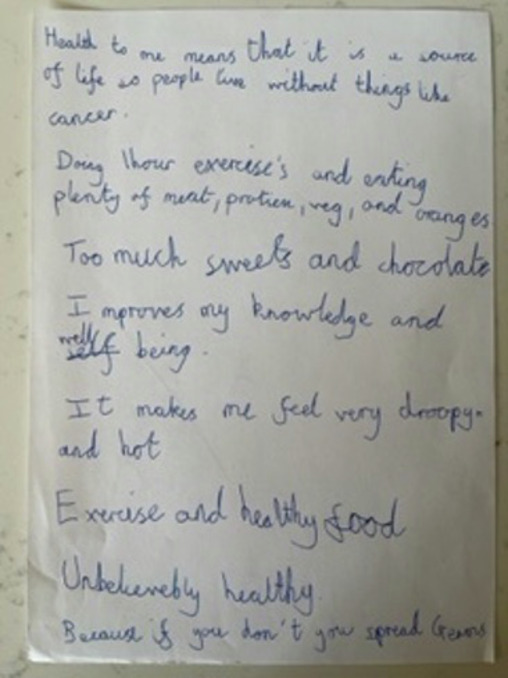 Health to me means that it is a source
of life so people live without things like
cancer.
Doing 1hour exercise's and eating
plenty of meat, protien, veg, and oranges
Too much sweets and chocolate
Improves my knowledge and
well
self being.
It makes me feel very droopy
and hot
Exercise and healthy food
Unbelievebly healthy.
Because if you don't you spread Germs